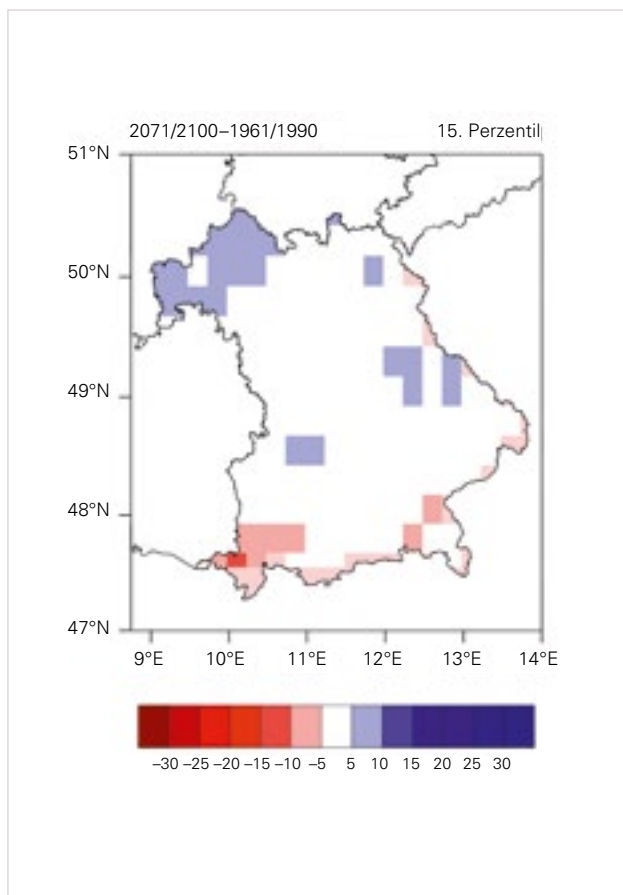 2071/2100–1961/1990 15. Perzentil
51°N
50°N
49°N
48°N
47°N
9°E 10°E 11°E 12°E 13°E 14°E
–30 –25 –20 –15 –10 –5 5 10 15 20 25 30